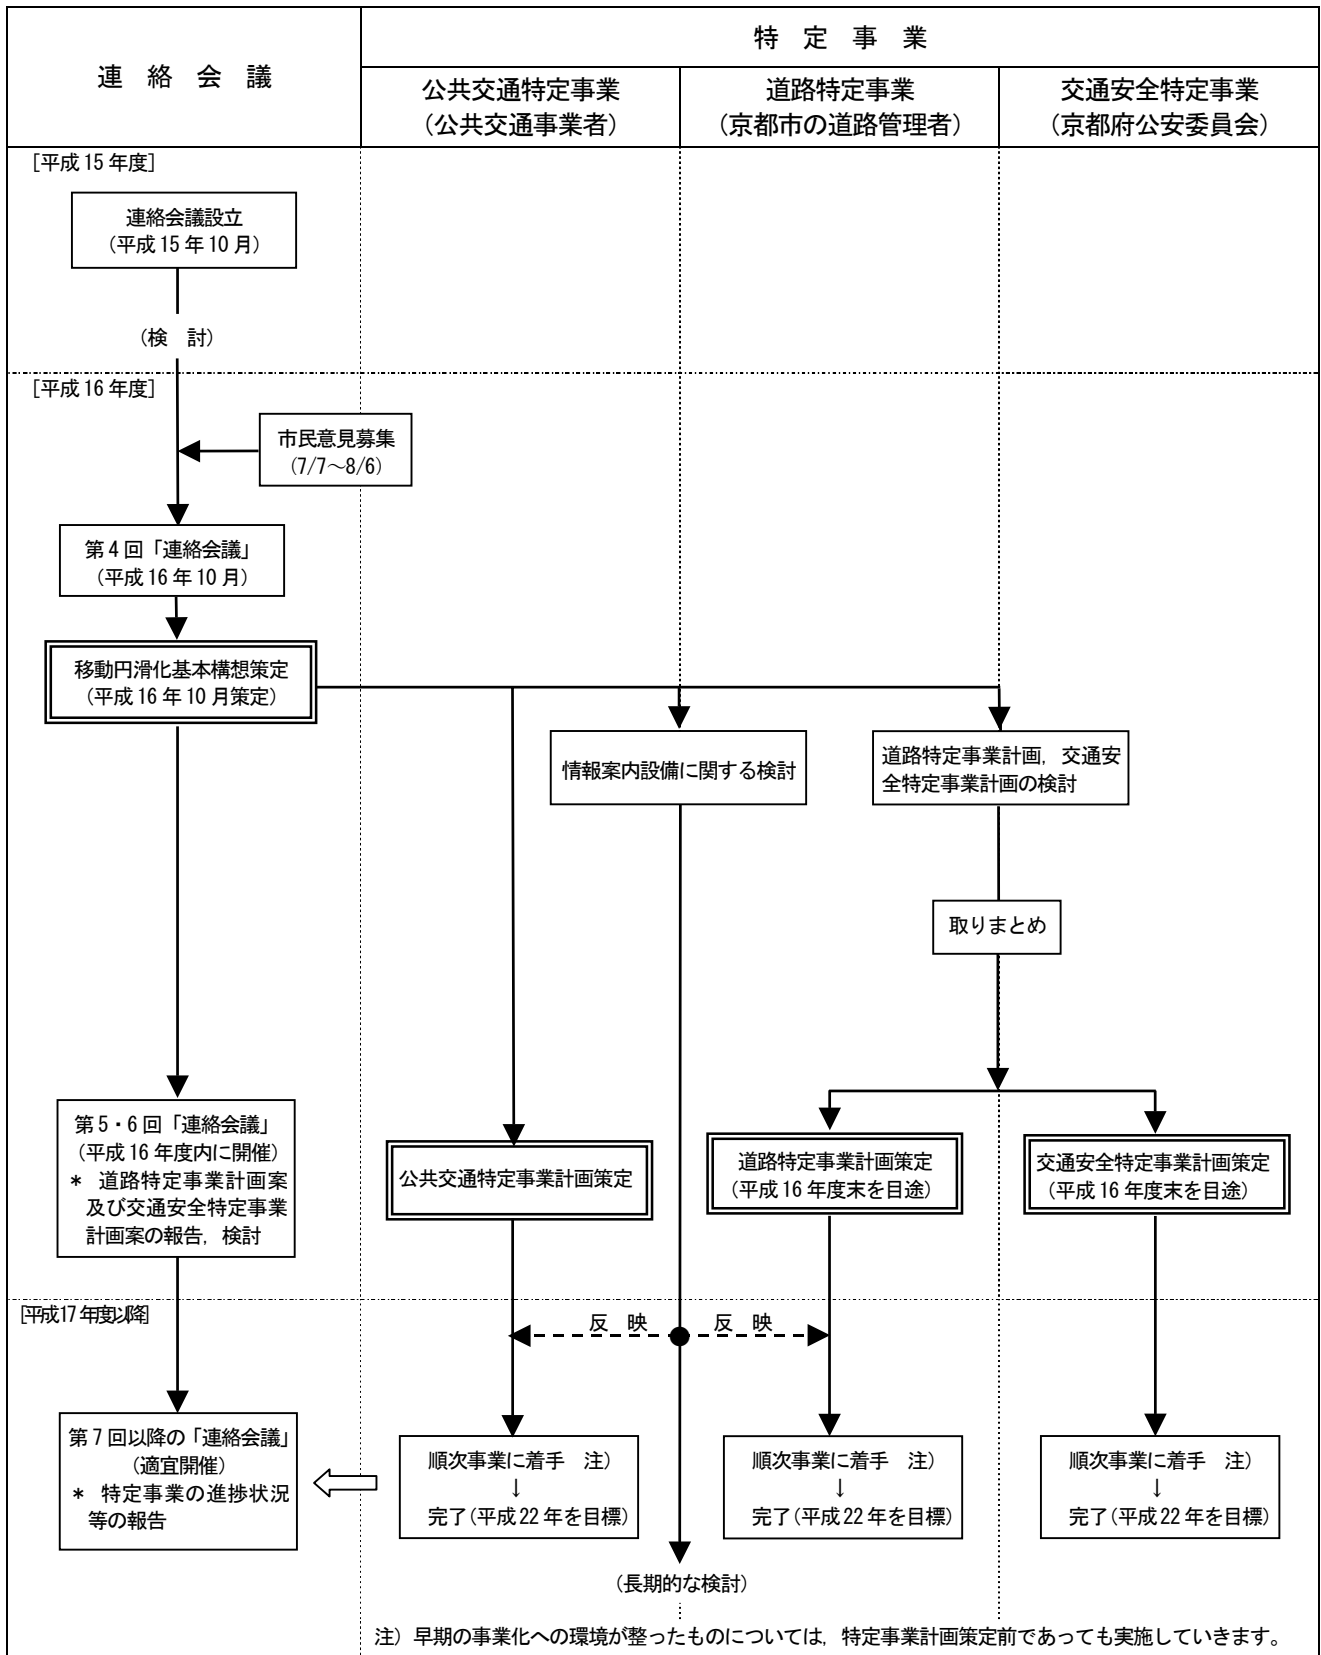 連 絡 会 議
特 定 事 業
公共交通特定事業
（公共交通事業者）
道路特定事業
（京都市の道路管理者）
交通安全特定事業
（京都府公安委員会）
［平成15年度］
連絡会議設立
（平成15年10月）
（検 討）
［平成16年度］
市民意見募集
（7/7～8/6）
第4回「連絡会議」
（平成16年10月）
移動円滑化基本構想策定
（平成16年10月策定）
情報案内設備に関する検討
道路特定事業計画，交通安
全特定事業計画の検討
取りまとめ
第5・6回「連絡会議」
（平成16年度内に開催）
* 道路特定事業計画案
及び交通安全特定事業
計画案の報告，検討
公共交通特定事業計画策定
道路特定事業計画策定
（平成16年度末を目途）
交通安全特定事業計画策定
（平成16年度末を目途）
［平成17年度以降］
反 映
反 映
第7回以降の「連絡会議」
（適宜開催）
* 特定事業の進捗状況
等の報告
順次事業に着手 注）
↓
完了（平成22年を目標）
順次事業に着手 注）
↓
完了（平成22年を目標）
順次事業に着手 注）
↓
完了（平成22年を目標）
（長期的な検討）
注）早期の事業化への環境が整ったものについては，特定事業計画策定前であっても実施していきます。